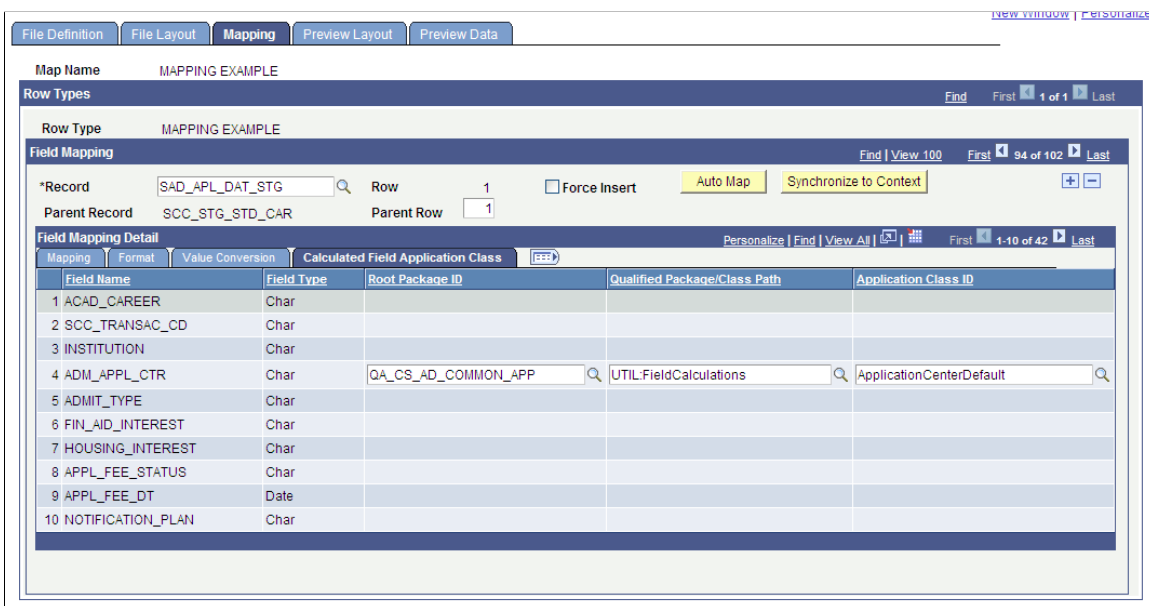 New Window | Personalize
File Definition File Layout Mapping Preview Layout Preview Data
Map Name MAPPING EXAMPLE
Row Types Find First 1 of 1 Last
Row Type MAPPING EXAMPLE
Field Mapping Find | View 100 First 94 of 102 Last
*Record SAD_APL_DAT_STG Row 1 Force Insert Auto Map Synchronize to Context
Parent Record SCC_STG_STD_CAR Parent Row 1
Field Mapping Detail Personalize | Find | View All | | First 1-10 of 42 Last
Mapping Format Value Conversion Calculated Field Application Class
Field Name Field Type Root Package ID Qualified Package/Class Path Application Class ID
1 ACAD_CAREER Char
2 SCC_TRANSAC_CD Char
3 INSTITUTION Char
4 ADM_APPL_CTR Char QA_CS_AD_COMMON_APP UTIL:FieldCalculations ApplicationCenterDefault
5 ADMIT_TYPE Char
6 FIN_AID_INTEREST Char
7 HOUSING_INTEREST Char
8 APPL_FEE_STATUS Char
9 APPL_FEE_DT Date
10 NOTIFICATION_PLAN Char